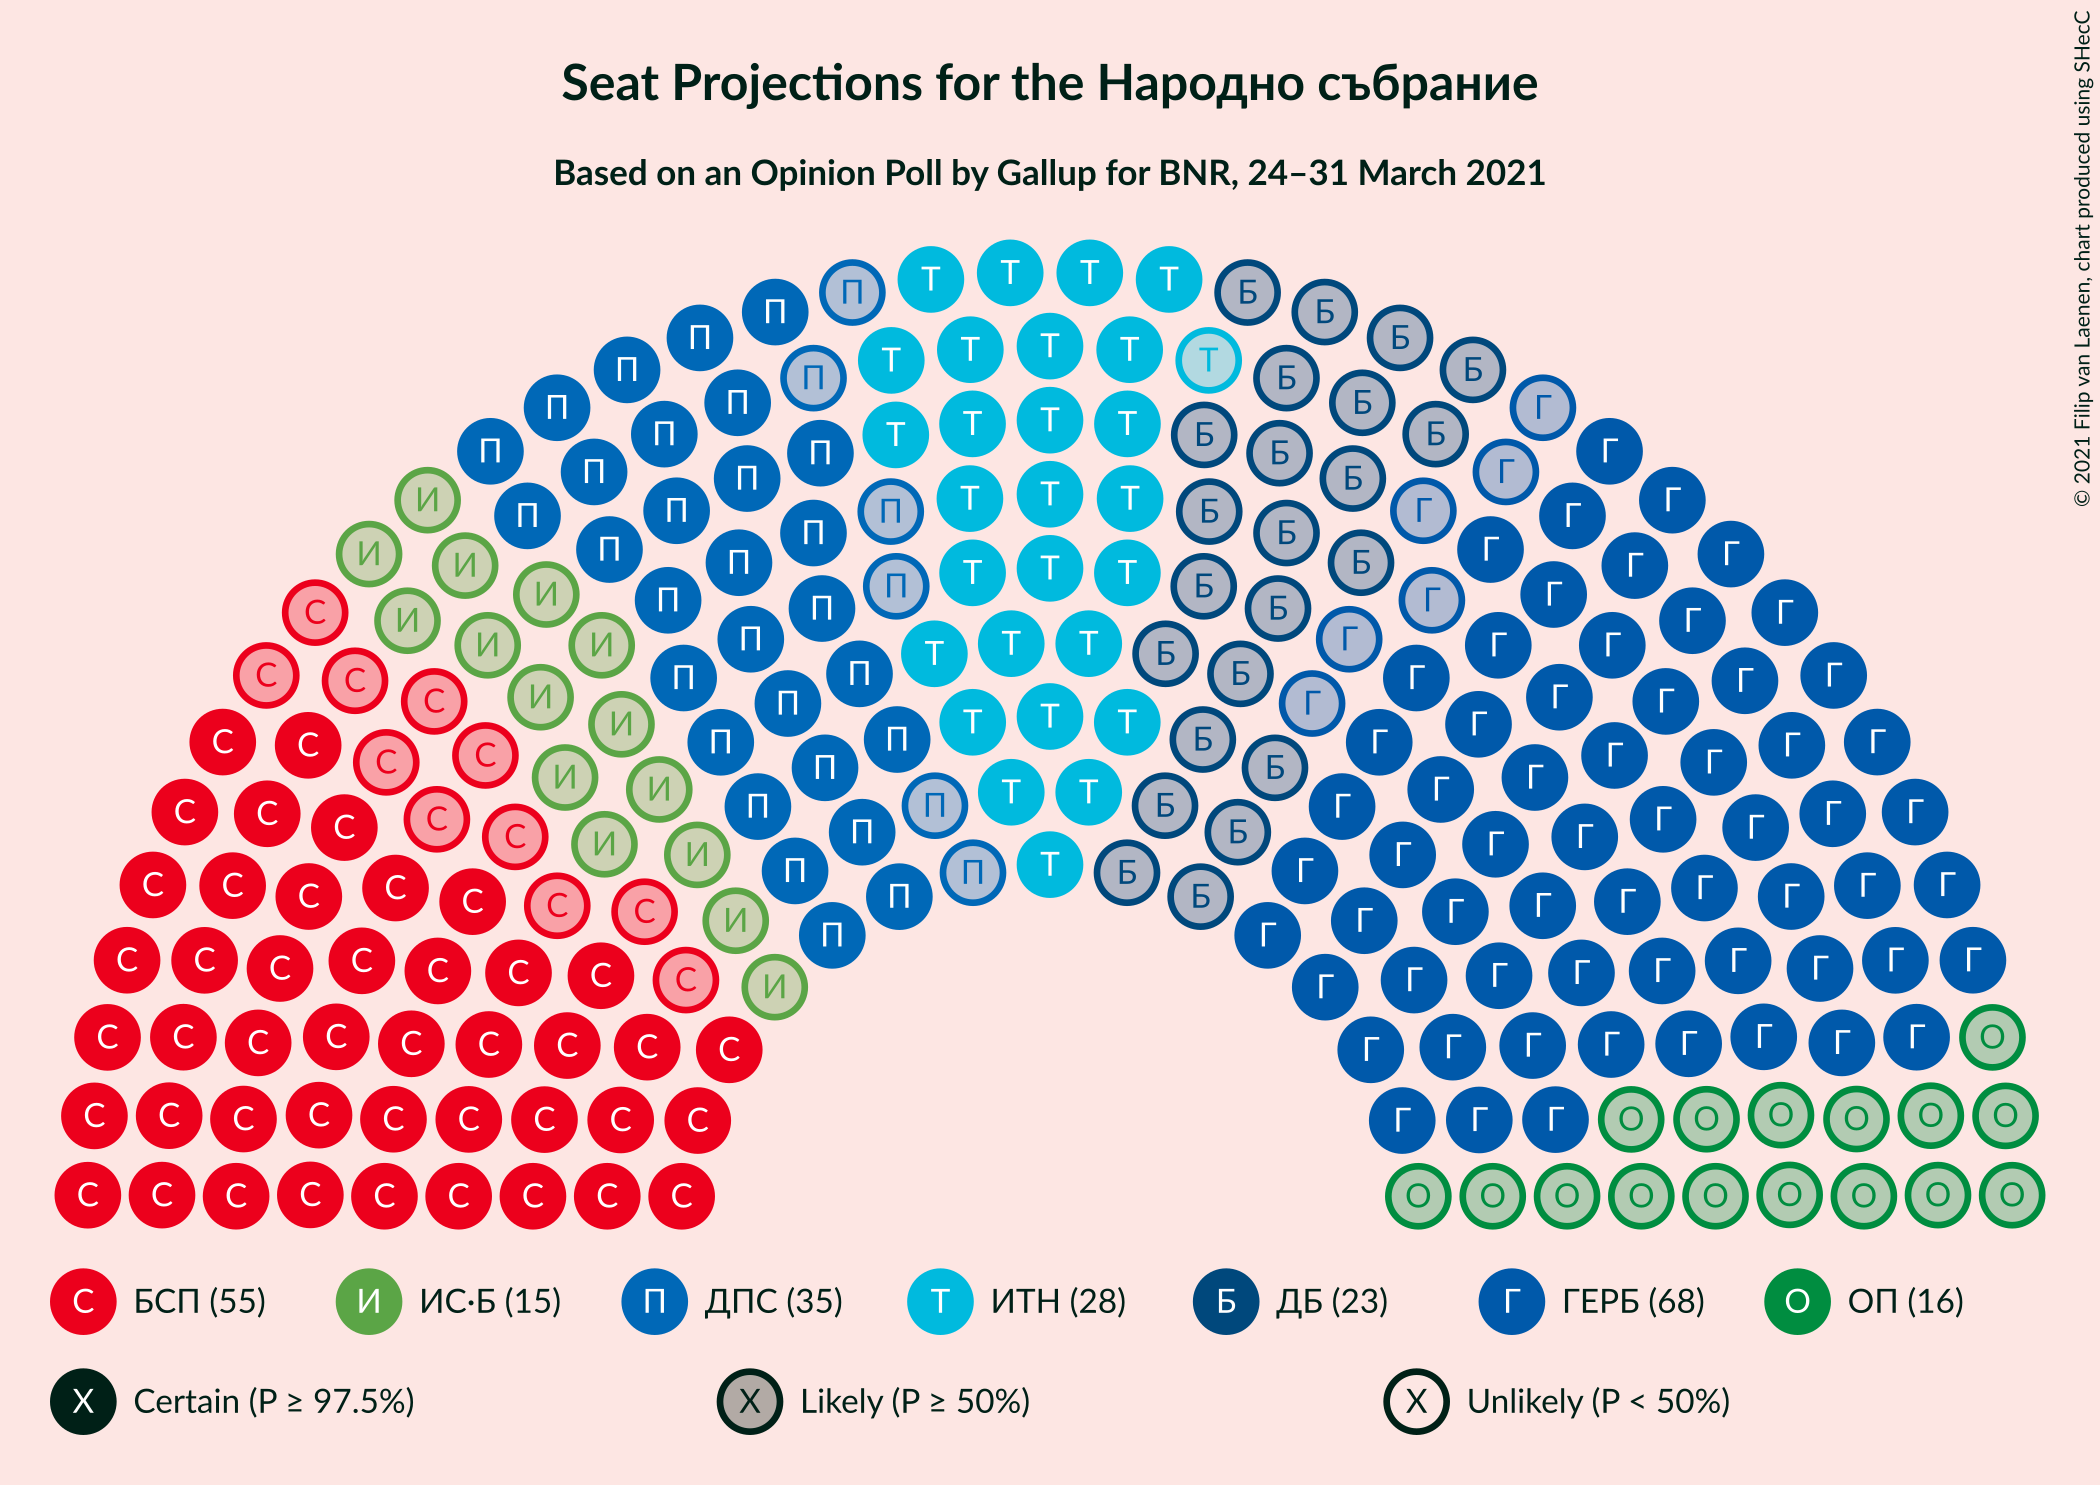 Seat Projections for the Народно събрание
Based on an Opinion Poll by Gallup for BNR, 24–31 March 2021
© 2021 Filip van Laenen, chart produced using SHecC
С БСП (55) И ИС·Б (15) П ДПС (35) Т ИТН (28) Б ДБ (23) Г ГЕРБ (68) О ОП (16)
X Certain (P ≥ 97.5%) X Likely (P ≥ 50%) X Unlikely (P < 50%)